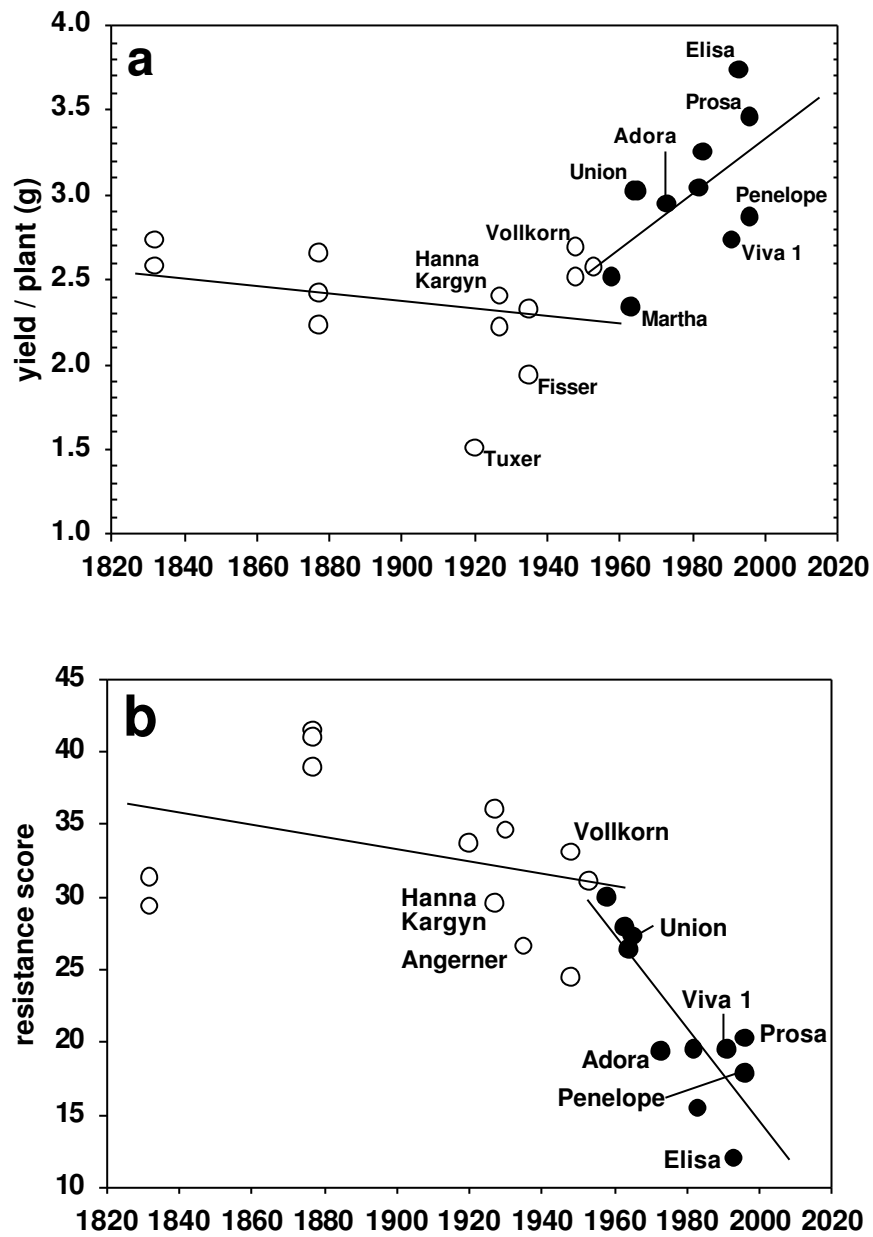 a
4.0
3.5
3.0
2.5
2.0
1.5
1.0
yield / plant (g)
Elisa
Prosa
Adora
Union
Penelope
Vollkorn
Viva 1
Hanna
Kargyn
Martha
Fisser
Tuxer
1820 1840 1860 1880 1900 1920 1940 1960 1980 2000 2020
b
45
40
35
30
25
20
15
10
resistance score
Vollkorn
Hanna
Kargyn
Union
Angerner
Viva 1
Prosa
Adora
Penelope
Elisa
1820 1840 1860 1880 1900 1920 1940 1960 1980 2000 2020